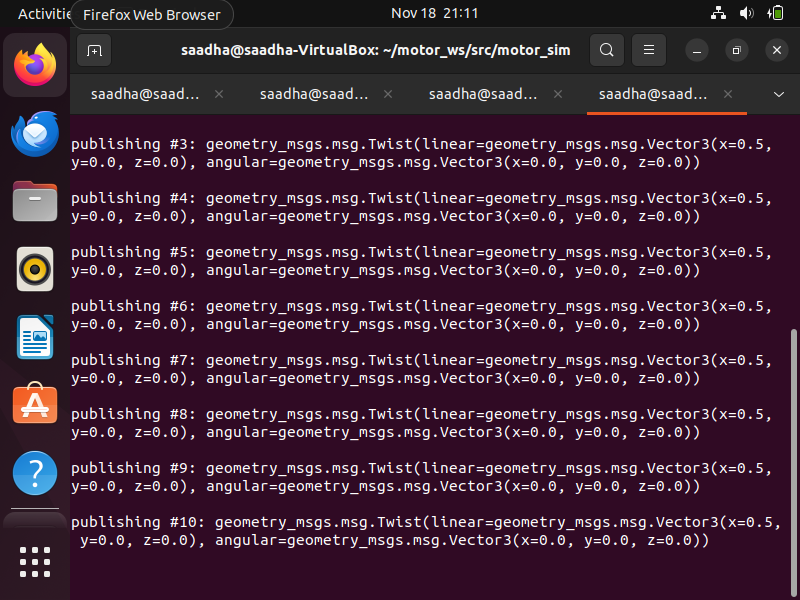 Activitie
Firefox Web Browser
Nov 18 21:11
saadha@saadha-VirtualBox: ~/motor_ws/src/motor_sim
saadha@saad...
saadha@saad...
saadha@saad...
saadha@saad...
publishing #3: geometry_msgs.msg.Twist(linear=geometry_msgs.msg.Vector3(x=0.5,
y=0.0, z=0.0), angular=geometry_msgs.msg.Vector3(x=0.0, y=0.0, z=0.0))
publishing #4: geometry_msgs.msg.Twist(linear=geometry_msgs.msg.Vector3(x=0.5,
y=0.0, z=0.0), angular=geometry_msgs.msg.Vector3(x=0.0, y=0.0, z=0.0))
publishing #5: geometry_msgs.msg.Twist(linear=geometry_msgs.msg.Vector3(x=0.5,
y=0.0, z=0.0), angular=geometry_msgs.msg.Vector3(x=0.0, y=0.0, z=0.0))
publishing #6: geometry_msgs.msg.Twist(linear=geometry_msgs.msg.Vector3(x=0.5,
y=0.0, z=0.0), angular=geometry_msgs.msg.Vector3(x=0.0, y=0.0, z=0.0))
publishing #7: geometry_msgs.msg.Twist(linear=geometry_msgs.msg.Vector3(x=0.5,
y=0.0, z=0.0), angular=geometry_msgs.msg.Vector3(x=0.0, y=0.0, z=0.0))
publishing #8: geometry_msgs.msg.Twist(linear=geometry_msgs.msg.Vector3(x=0.5,
y=0.0, z=0.0), angular=geometry_msgs.msg.Vector3(x=0.0, y=0.0, z=0.0))
publishing #9: geometry_msgs.msg.Twist(linear=geometry_msgs.msg.Vector3(x=0.5,
y=0.0, z=0.0), angular=geometry_msgs.msg.Vector3(x=0.0, y=0.0, z=0.0))
publishing #10: geometry_msgs.msg.Twist(linear=geometry_msgs.msg.Vector3(x=0.5,
 y=0.0, z=0.0), angular=geometry_msgs.msg.Vector3(x=0.0, y=0.0, z=0.0))